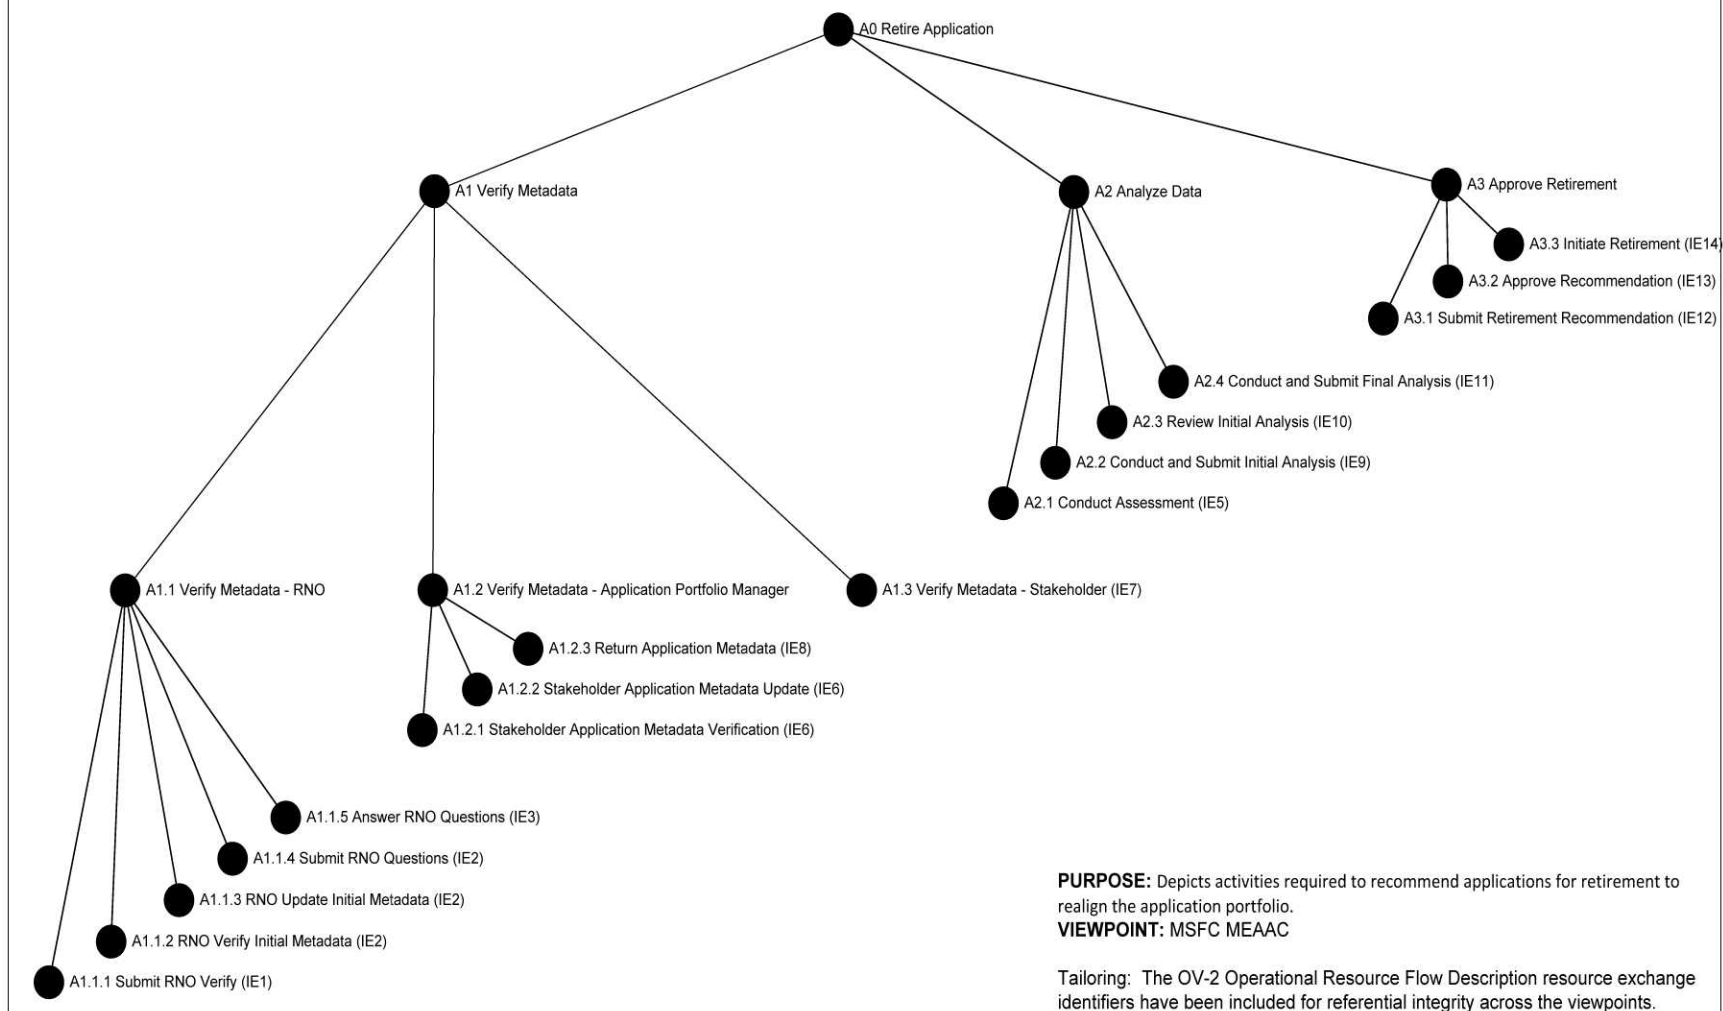 A0 Retire Application
A1 Verify Metadata
A2 Analyze Data
A3 Approve Retirement
A3.3 Initiate Retirement (IE14)
A3.2 Approve Recommendation (IE13)
A3.1 Submit Retirement Recommendation (IE12)
A2.4 Conduct and Submit Final Analysis (IE11)
A2.3 Review Initial Analysis (IE10)
A2.2 Conduct and Submit Initial Analysis (IE9)
A2.1 Conduct Assessment (IE5)
A1.1 Verify Metadata - RNO
A1.2 Verify Metadata - Application Portfolio Manager
A1.3 Verify Metadata - Stakeholder (IE7)
A1.2.3 Return Application Metadata (IE8)
A1.2.2 Stakeholder Application Metadata Update (IE6)
A1.2.1 Stakeholder Application Metadata Verification (IE6)
A1.1.5 Answer RNO Questions (IE3)
A1.1.4 Submit RNO Questions (IE2)
A1.1.3 RNO Update Initial Metadata (IE2)
A1.1.2 RNO Verify Initial Metadata (IE2)
A1.1.1 Submit RNO Verify (IE1)
PURPOSE: Depicts activities required to recommend applications for retirement to
realign the application portfolio.
VIEWPOINT: MSFC MEAAC
Tailoring: The OV-2 Operational Resource Flow Description resource exchange
identifiers have been included for referential integrity across the viewpoints.